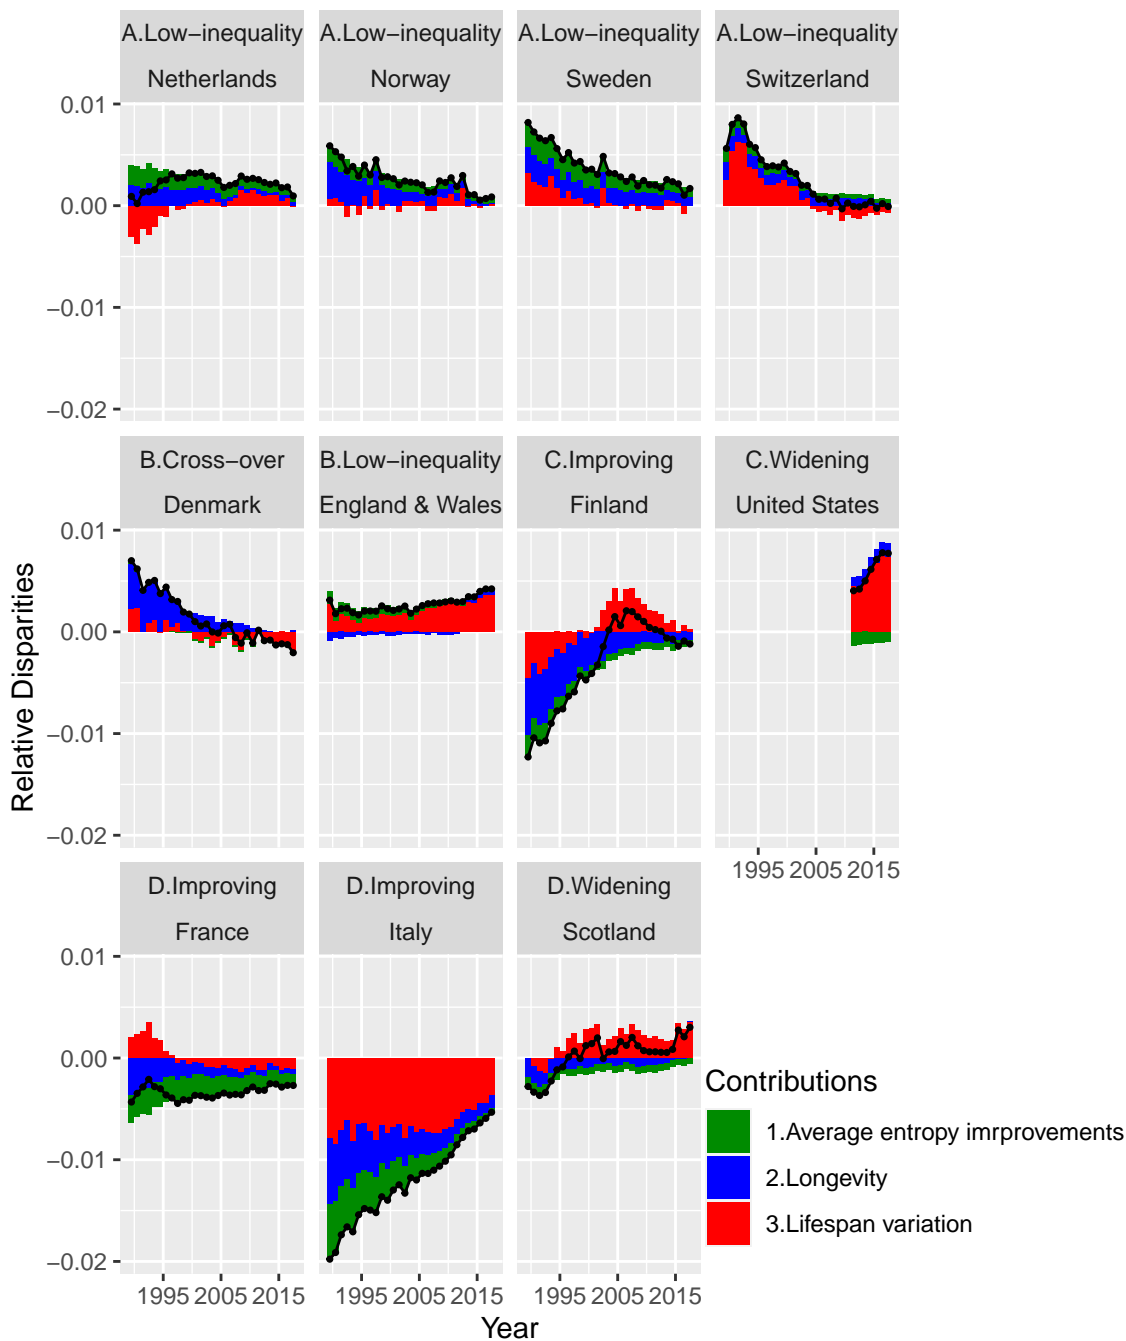 A.Low−inequality
Netherlands
A.Low−inequality
Norway
A.Low−inequality
Sweden
A.Low−inequality
Switzerland
0.01
0.00
−0.01
−0.02
B.Cross−over
Denmark
B.Low−inequality
England & Wales
C.Improving
Finland
C.Widening
United States
0.01
0.00
−0.01
−0.02
1995 2005 2015
D.Improving
France
D.Improving
Italy
D.Widening
Scotland
0.01
0.00
−0.01
−0.02
1995 2005 2015
1995 2005 2015
1995 2005 2015
Year
Relative Disparities
Contributions
1.Average entropy imrprovements
2.Longevity
3.Lifespan variation